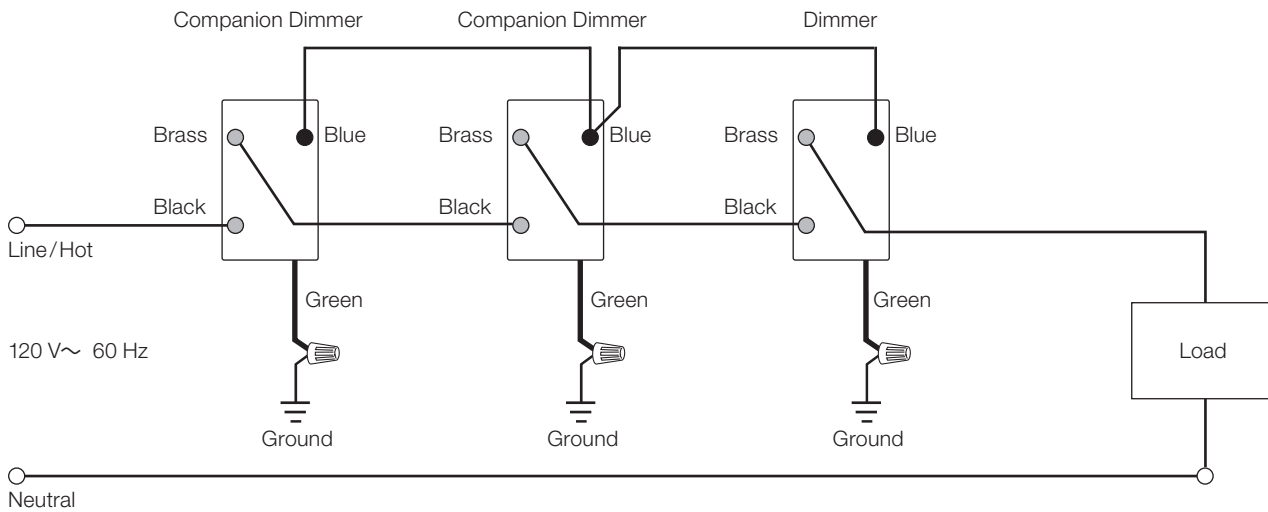 Companion Dimmer
Companion Dimmer
Dimmer
Brass
Blue
Brass
Blue
Brass
Blue
Black
Black
Black
Line/Hot
Green
Green
Green
120 V～ 60 Hz
Load
Ground
Ground
Ground
Neutral